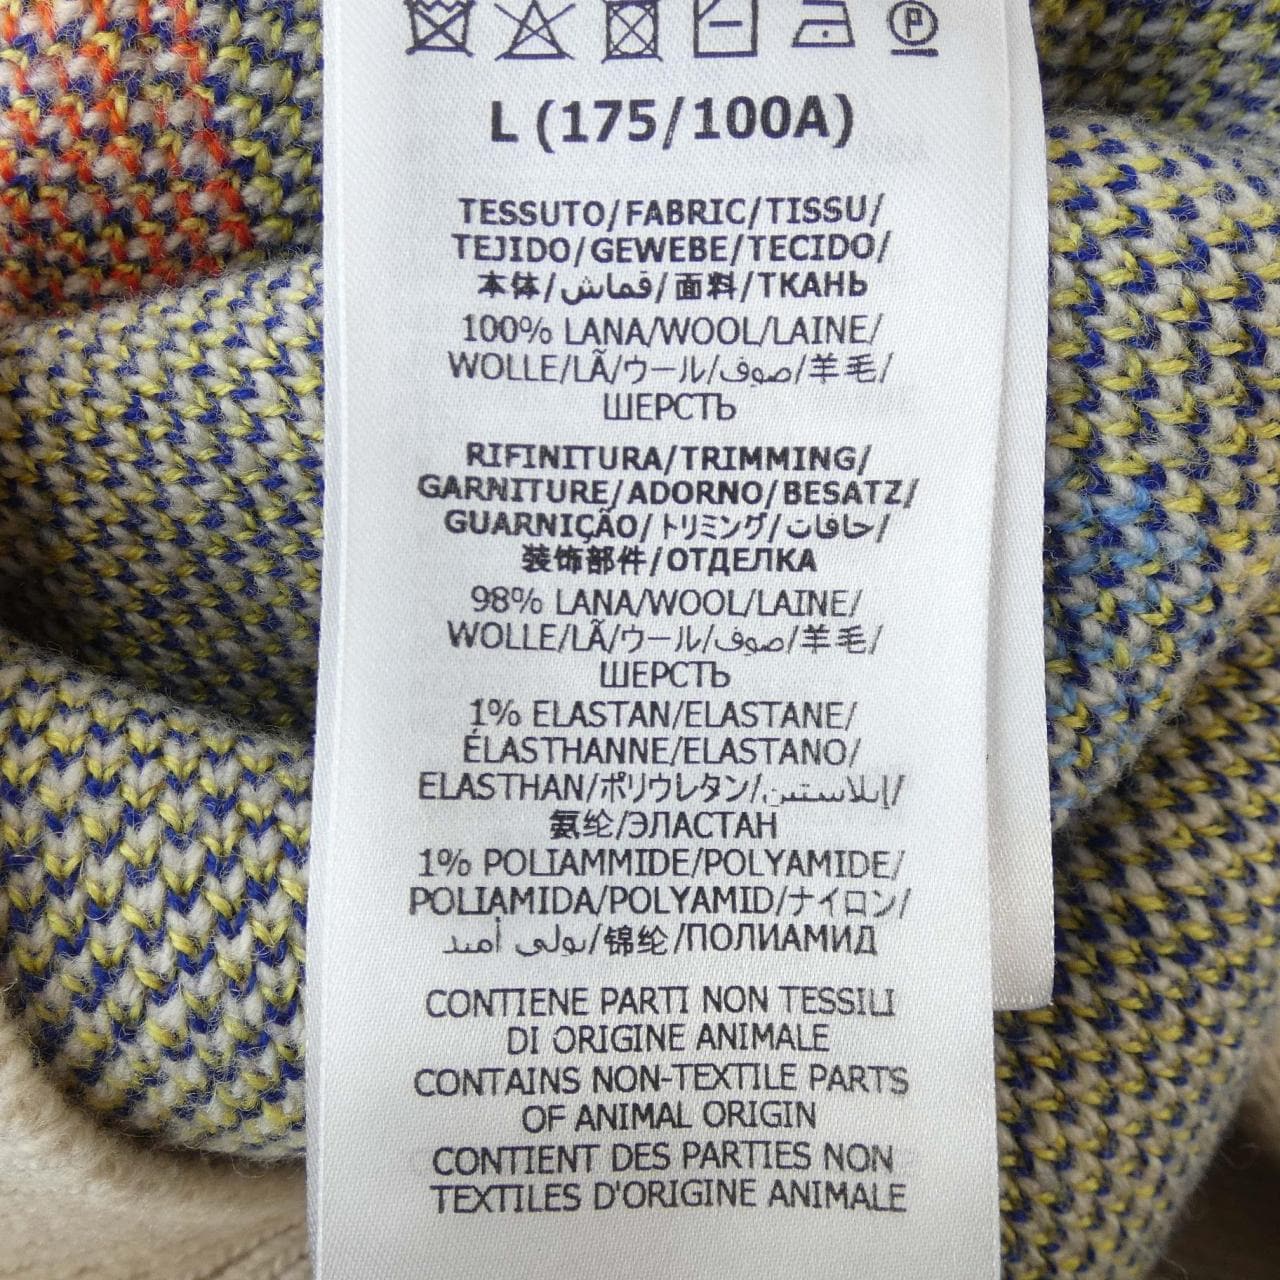 L (175/100A)
TESSUTO/FABRIC/TISSU/
TEJIDO/GEWEBE/TECIDO/
本体/قماش/面料/ТКАНЬ
100% LANA/WOOL/LAINE/
WOLLE/LÃ/ウール/صوف/羊毛/
ШЕРСТЬ
RIFINITURA/TRIMMING/
GARNITURE/ADORNO/BESATZ/
GUARNIÇÃO/トリミング/حافات/
装饰部件/ОТДЕЛКА
98% LANA/WOOL/LAINE/
WOLLE/LÃ/ウール/صوف/羊毛/
ШЕРСТЬ
1% ELASTAN/ELASTANE/
ÉLASTHANNE/ELASTANO/
ELASTHAN/ポリウレタン/إيلاستين/
氨纶/ЭЛАСТАН
1% POLIAMMIDE/POLYAMIDE/
POLIAMIDA/POLYAMID/ナイロン/
بولي أميد/锦纶/ПОЛИАМИД
CONTIENE PARTI NON TESSILI
DI ORIGINE ANIMALE
CONTAINS NON-TEXTILE PARTS
OF ANIMAL ORIGIN
CONTIENT DES PARTIES NON
TEXTILES D'ORIGINE ANIMALE